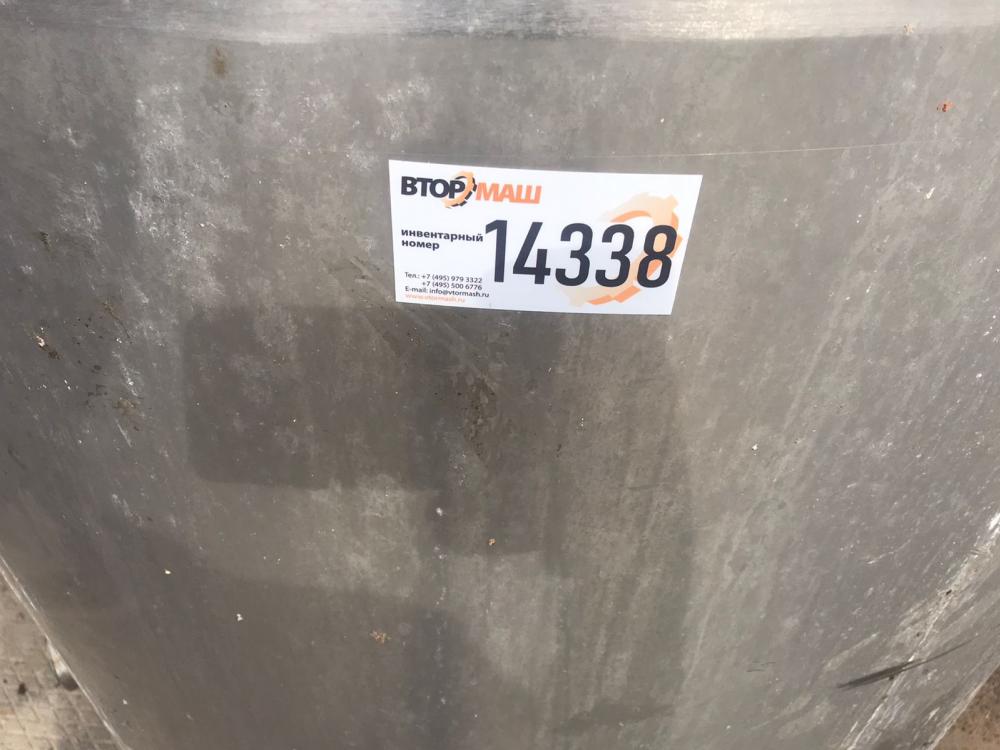 ВТОРМАШ
инвентарный
номер
14338
Тел.: +7 (495) 979 3322
+7 (495) 500 6776
E-mail: info@vtormash.ru
www.vtormash.ru